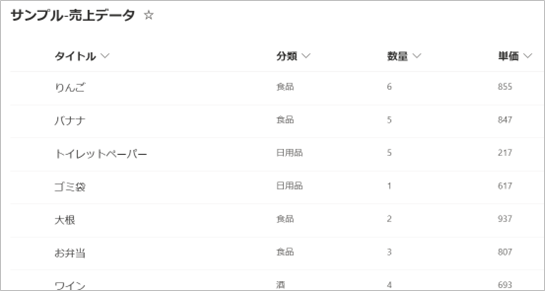 サンプル-売上データ ☆
タイトル 分類 数量 単価
りんご 食品 6 855
バナナ 食品 5 847
トイレットペーパー 日用品 5 217
ゴミ袋 日用品 1 617
大根 食品 2 937
お弁当 食品 3 807
ワイン 酒 4 693